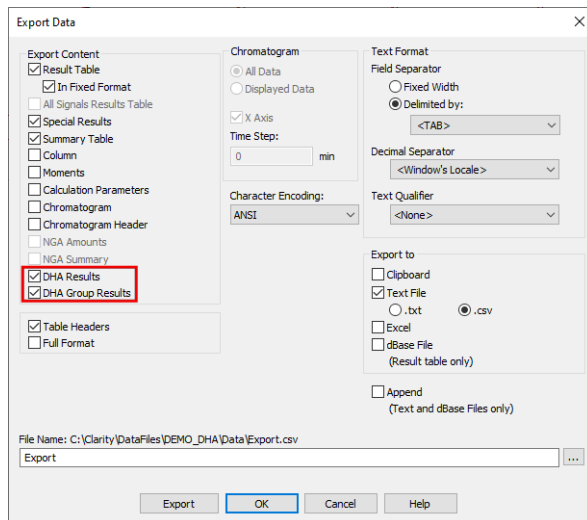 Export Data
Export Content
Result Table
In Fixed Format
All Signals Results Table
Special Results
Summary Table
Column
Moments
Calculation Parameters
Chromatogram
Chromatogram Header
NGA Amounts
NGA Summary
DHA Results
DHA Group Results
Table Headers
Full Format
Chromatogram
All Data
Displayed Data
X Axis
Time Step:
0 min
Character Encoding:
ANSI
Text Format
Field Separator
Fixed Width
Delimited by:
<TAB>
Decimal Separator
<Window's Locale>
Text Qualifier
<None>
Export to
Clipboard
Text File
.txt .csv
Excel
dBase File
(Result table only)
Append
(Text and dBase Files only)
File Name: C:\Clarity\DataFiles\DEMO_DHA\Data\Export.csv
Export
...
Export OK Cancel Help